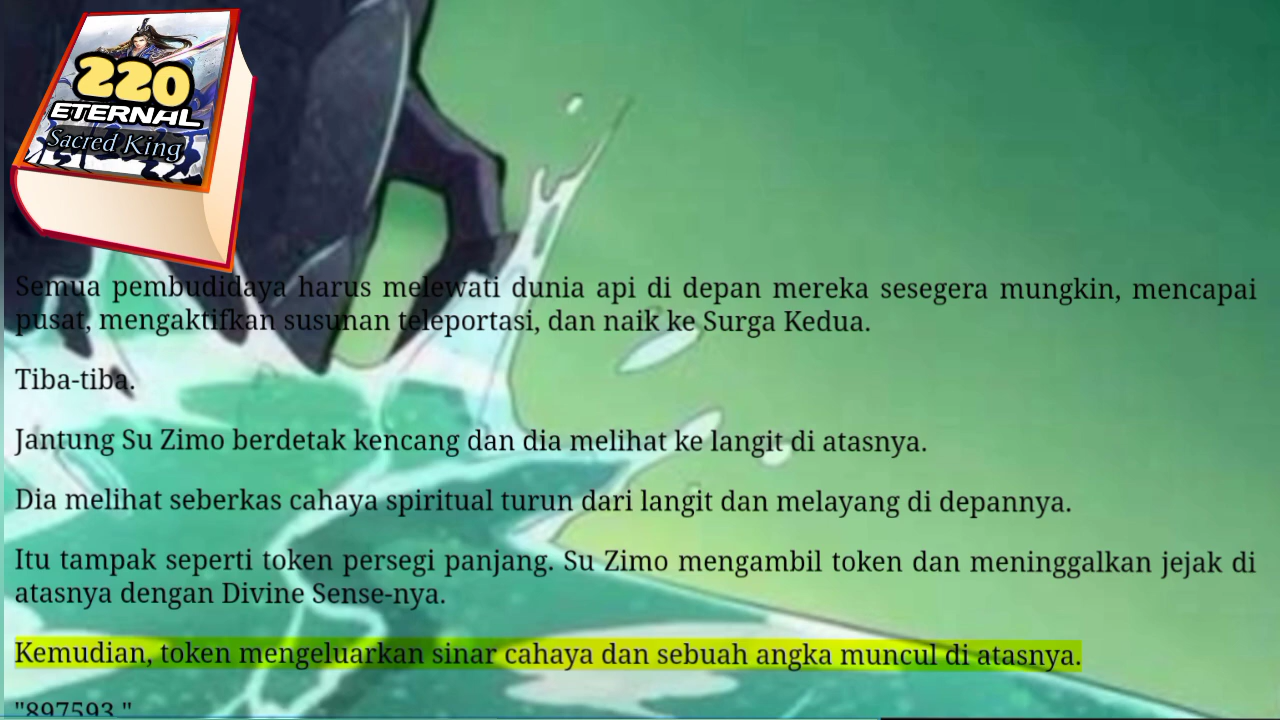 220
ETERNAL
Sacred King
Semua pembudidaya harus melewati dunia api di depan mereka sesegera mungkin, mencapai
pusat, mengaktifkan susunan teleportasi, dan naik ke Surga Kedua.
Tiba-tiba.
Jantung Su Zimo berdetak kencang dan dia melihat ke langit di atasnya.
Dia melihat seberkas cahaya spiritual turun dari langit dan melayang di depannya.
Itu tampak seperti token persegi panjang. Su Zimo mengambil token dan meninggalkan jejak di
atasnya dengan Divine Sense-nya.
Kemudian, token mengeluarkan sinar cahaya dan sebuah angka muncul di atasnya.
"897593."